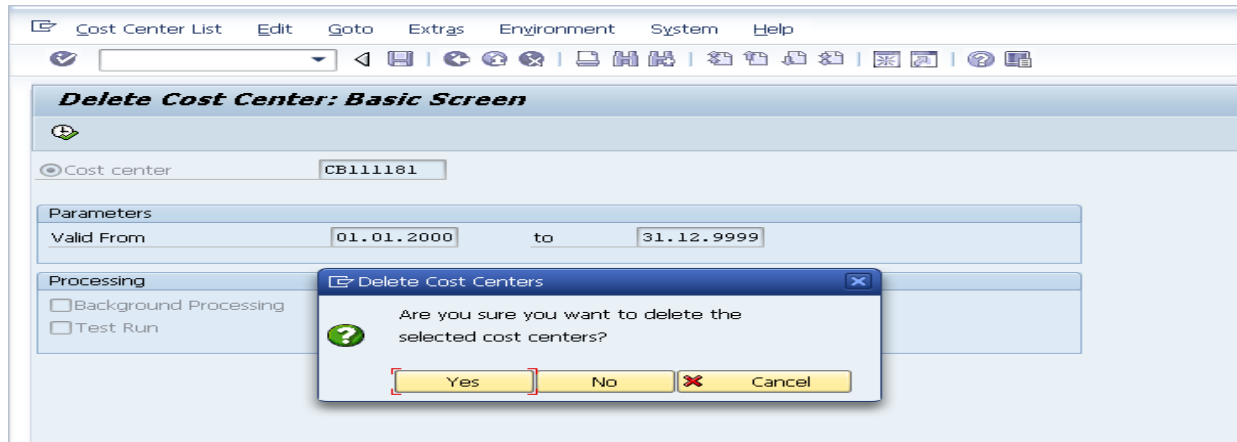 Cost Center List Edit Goto Extras Environment System Help
Delete Cost Center: Basic Screen
Cost center CB111181
Parameters
Valid From 01.01.2000 to 31.12.9999
Processing
Delete Cost Centers
Background Processing
Test Run
Are you sure you want to delete the
selected cost centers?
Yes No Cancel